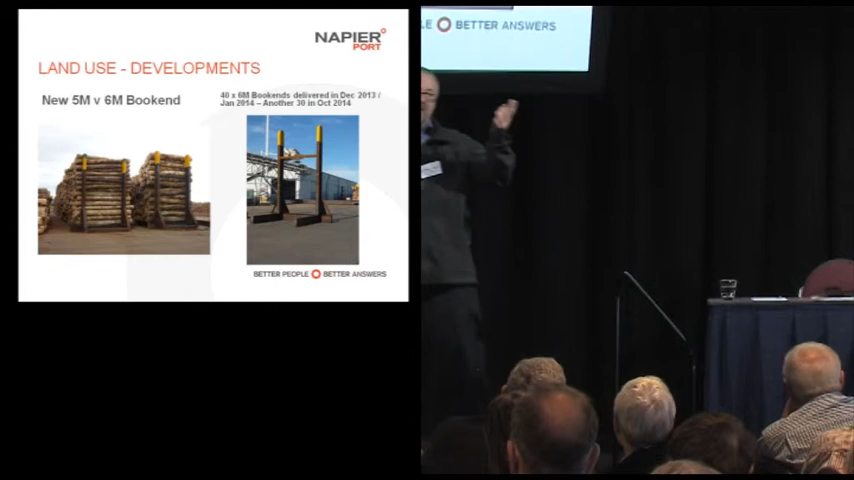 NAPIER
PORT
LAND USE - DEVELOPMENTS
New 5M v 6M Bookend
40 x 6M Bookends delivered in Dec 2013 /
Jan 2014 – Another 30 in Oct 2014
BETTER PEOPLE BETTER ANSWERS
PLE BETTER ANSWERS